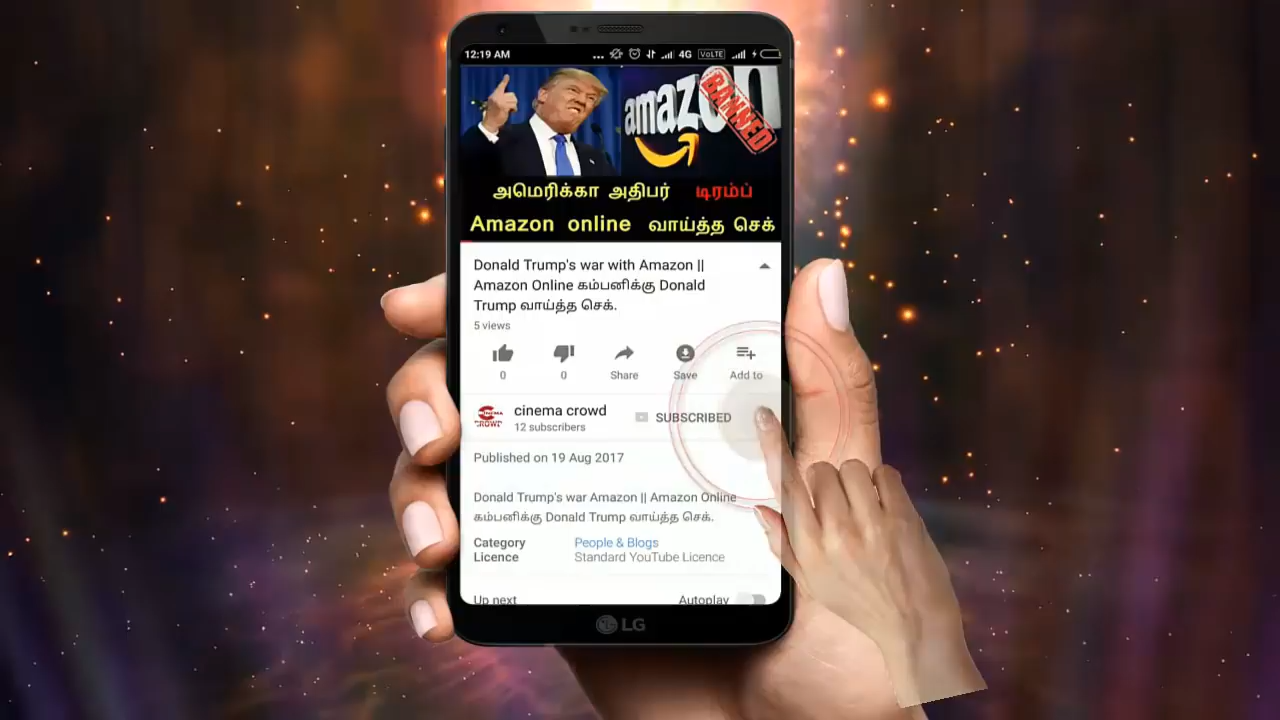 12:19 AM
4G VoLTE
amazon
BANNED
அமெரிக்கா அதிபர் டிரம்ப்
Amazon online வாய்த்த செக்
Donald Trump's war with Amazon ||
Amazon Online கம்பனிக்கு Donald
Trump வாய்த்த செக்.
5 views
0 0 Share Save Add to
CINEMA CROWD
cinema crowd
SUBSCRIBED
12 subscribers
Published on 19 Aug 2017
Donald Trump's war Amazon || Amazon Online
கம்பனிக்கு Donald Trump வாய்த்த செக்.
Category People & Blogs
Licence Standard YouTube Licence
Up next Autoplay
LG